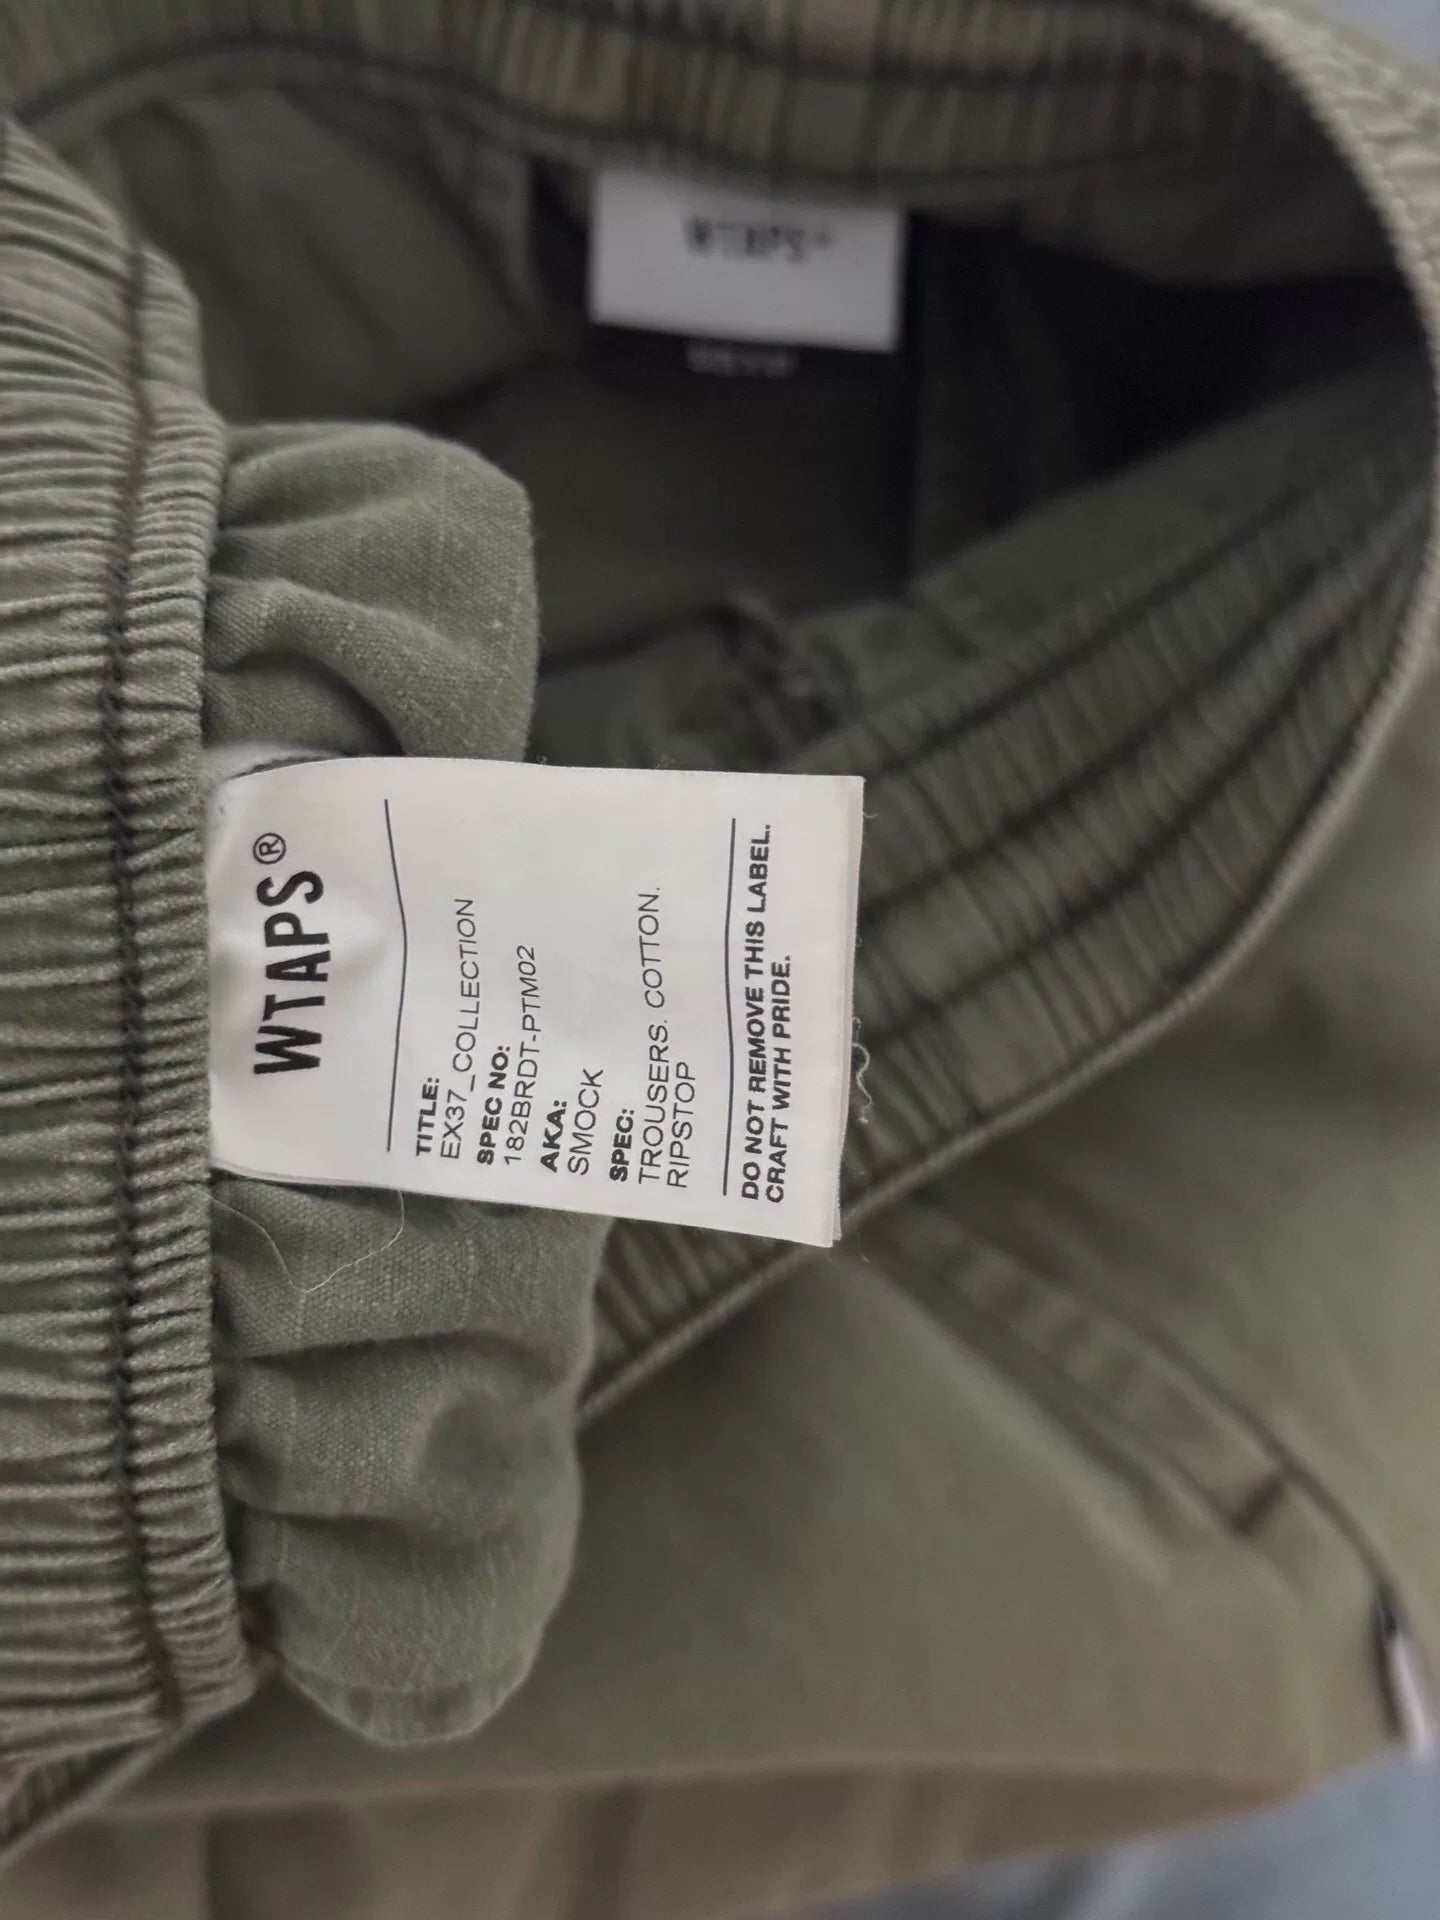 WTAPS®
WTAPS®
TITLE:
EX37_COLLECTION
SPEC NO:
182BRDT-PTM02
AKA:
SMOCK
SPEC:
TROUSERS. COTTON.
RIPSTOP
DO NOT REMOVE THIS LABEL.
CRAFT WITH PRIDE.